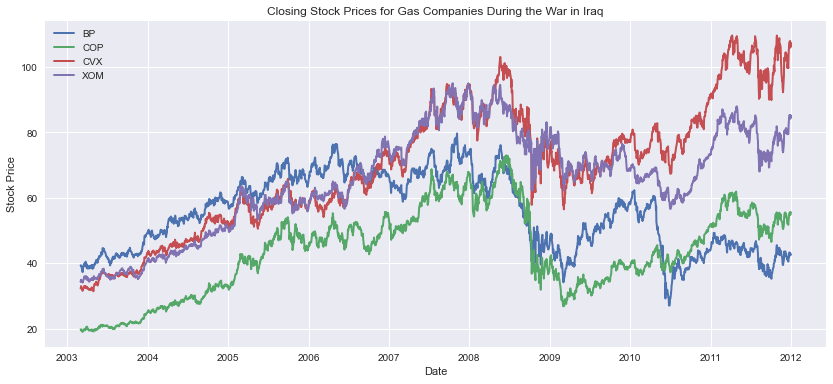 Closing Stock Prices for Gas Companies During the War in Iraq
BP
COP
CVX
XOM
100
80
60
40
20
Stock Price
2003 2004 2005 2006 2007 2008 2009 2010 2011 2012
Date